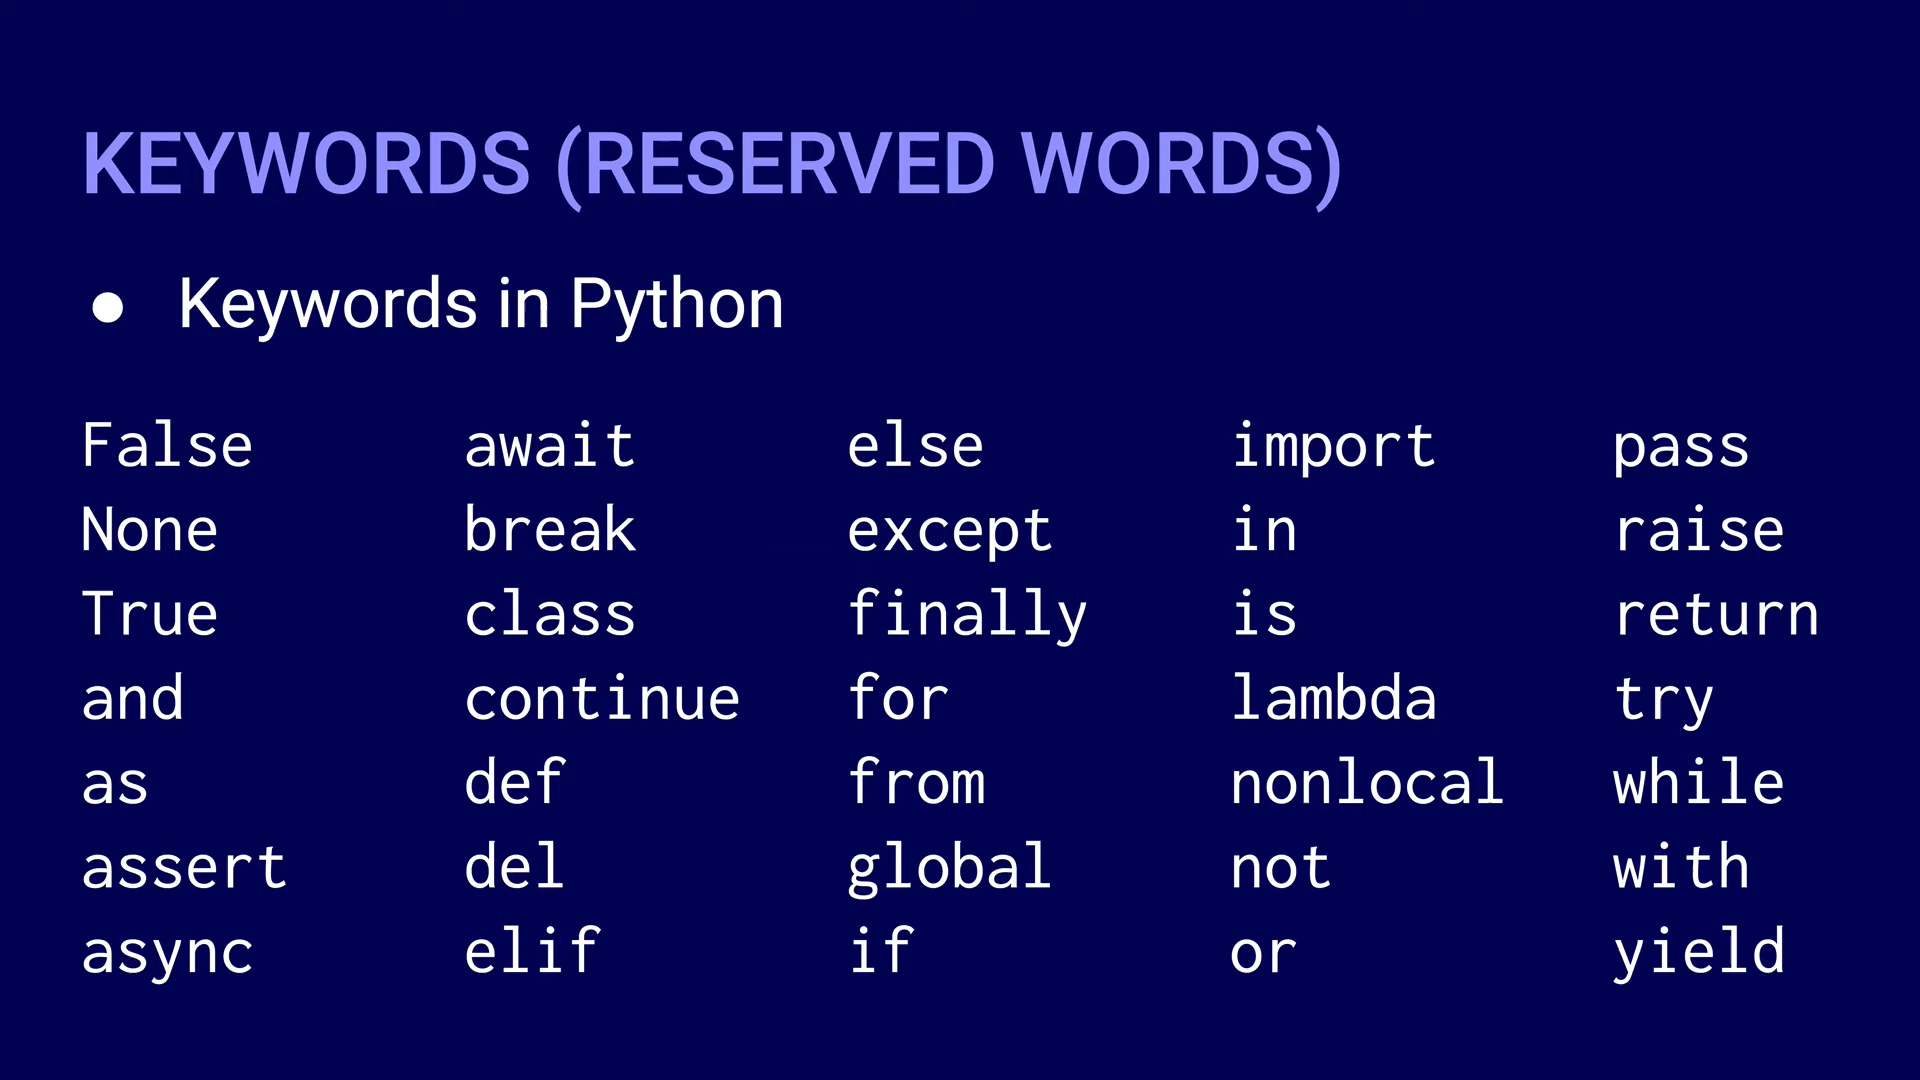 KEYWORDS (RESERVED WORDS)
● Keywords in Python
False await else import pass
None break except in raise
True class finally is return
and continue for lambda try
as def from nonlocal while
assert del global not with
async elif if or yield